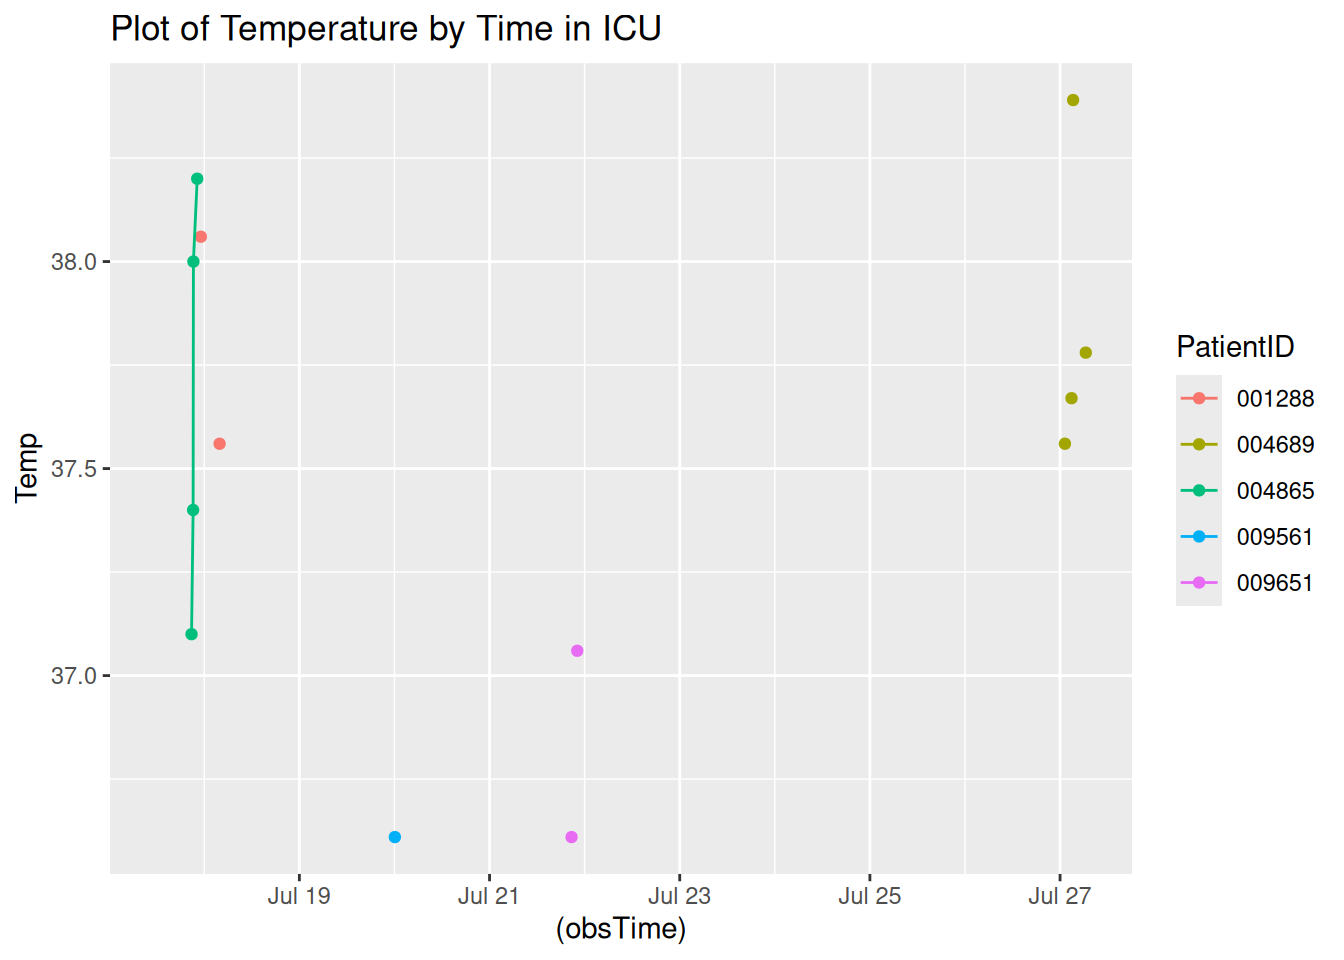 Plot of Temperature by Time in ICU
38.0
37.5
37.0
Temp
Jul 19
Jul 21
Jul 23
Jul 25
Jul 27
(obsTime)
PatientID
001288
004689
004865
009561
009651